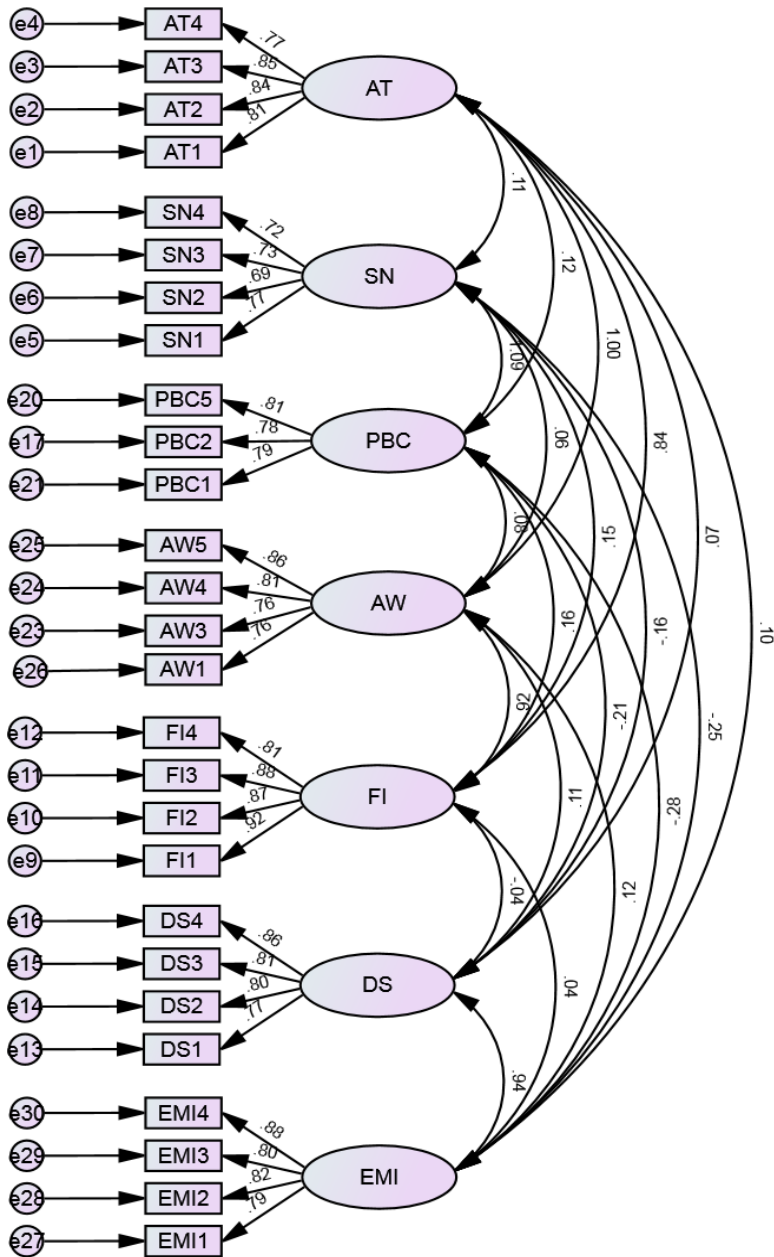 e4 AT4 .77
e3 AT3 .85 AT
e2 AT2 .84
e1 AT1 .81
.11
e8 SN4 .72
e7 SN3 .73 .12
e6 SN2 .69 SN
e5 SN1 .77
1.09 1.00
e20 PBC5 .81
e17 PBC2 .78 PBC .06 .84
e21 PBC1 .79
.08 .15 .07
e25 AW5 .86
e24 AW4 .81 AW
e23 AW3 .76 .16 -.16 .10
e26 AW1 .76
.92 -.21 -.25
e12 FI4 .81
e11 FI3 .88 FI
e10 FI2 .87 .11 -.28
e9 FI1 .92
-.04 .12
e16 DS4 .86
e15 DS3 .81 DS .04
e14 DS2 .80
e13 DS1 .77
.94
e30 EMI4 .88
e29 EMI3 .80 EMI
e28 EMI2 .82
e27 EMI1 .79